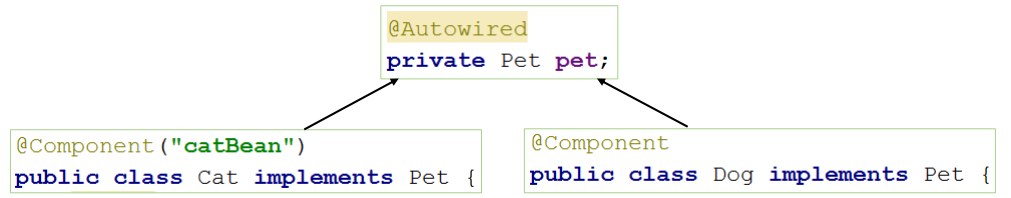 @Autowired
private Pet pet;
@Component("catBean")
public class Cat implements Pet {
@Component
public class Dog implements Pet {